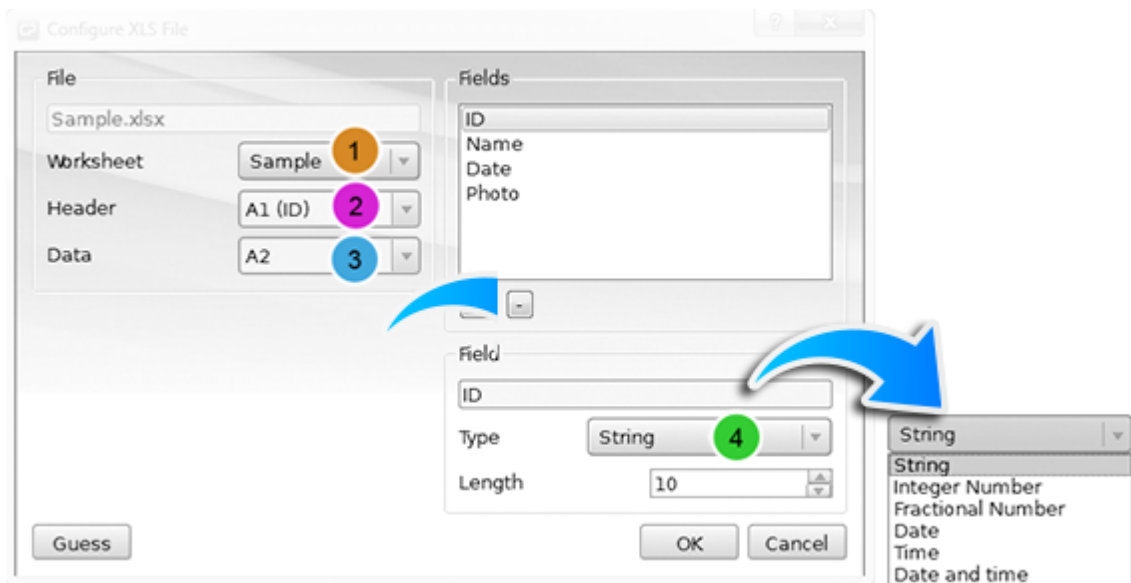 Configure XLS File
File
Sample.xlsx
Worksheet
Sample
1
Header
A1 (ID)
2
Data
A2
3
Fields
ID
Name
Date
Photo
-
Field
ID
Type
String
4
Length
10
Guess
OK
Cancel
String
String
Integer Number
Fractional Number
Date
Time
Date and time